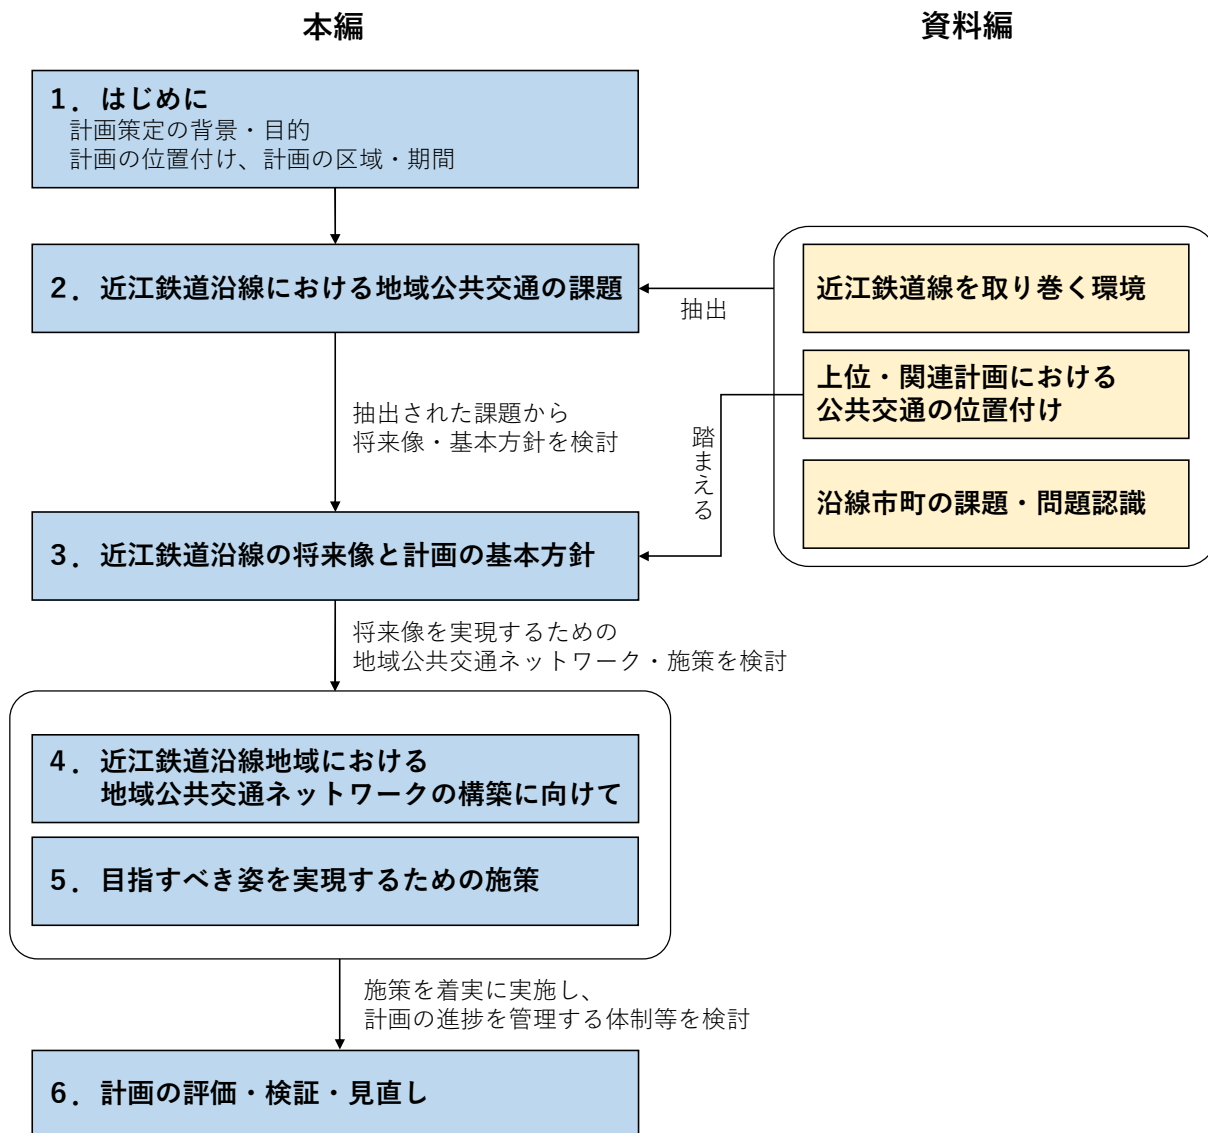 本編
資料編
1．はじめに
計画策定の背景・目的
計画の位置付け、計画の区域・期間
2．近江鉄道沿線における地域公共交通の課題
抽出
近江鉄道線を取り巻く環境
上位・関連計画における
公共交通の位置付け
沿線市町の課題・問題認識
抽出された課題から
将来像・基本方針を検討
踏まえる
3．近江鉄道沿線の将来像と計画の基本方針
将来像を実現するための
地域公共交通ネットワーク・施策を検討
4．近江鉄道沿線地域における
地域公共交通ネットワークの構築に向けて
5．目指すべき姿を実現するための施策
施策を着実に実施し、
計画の進捗を管理する体制等を検討
6．計画の評価・検証・見直し